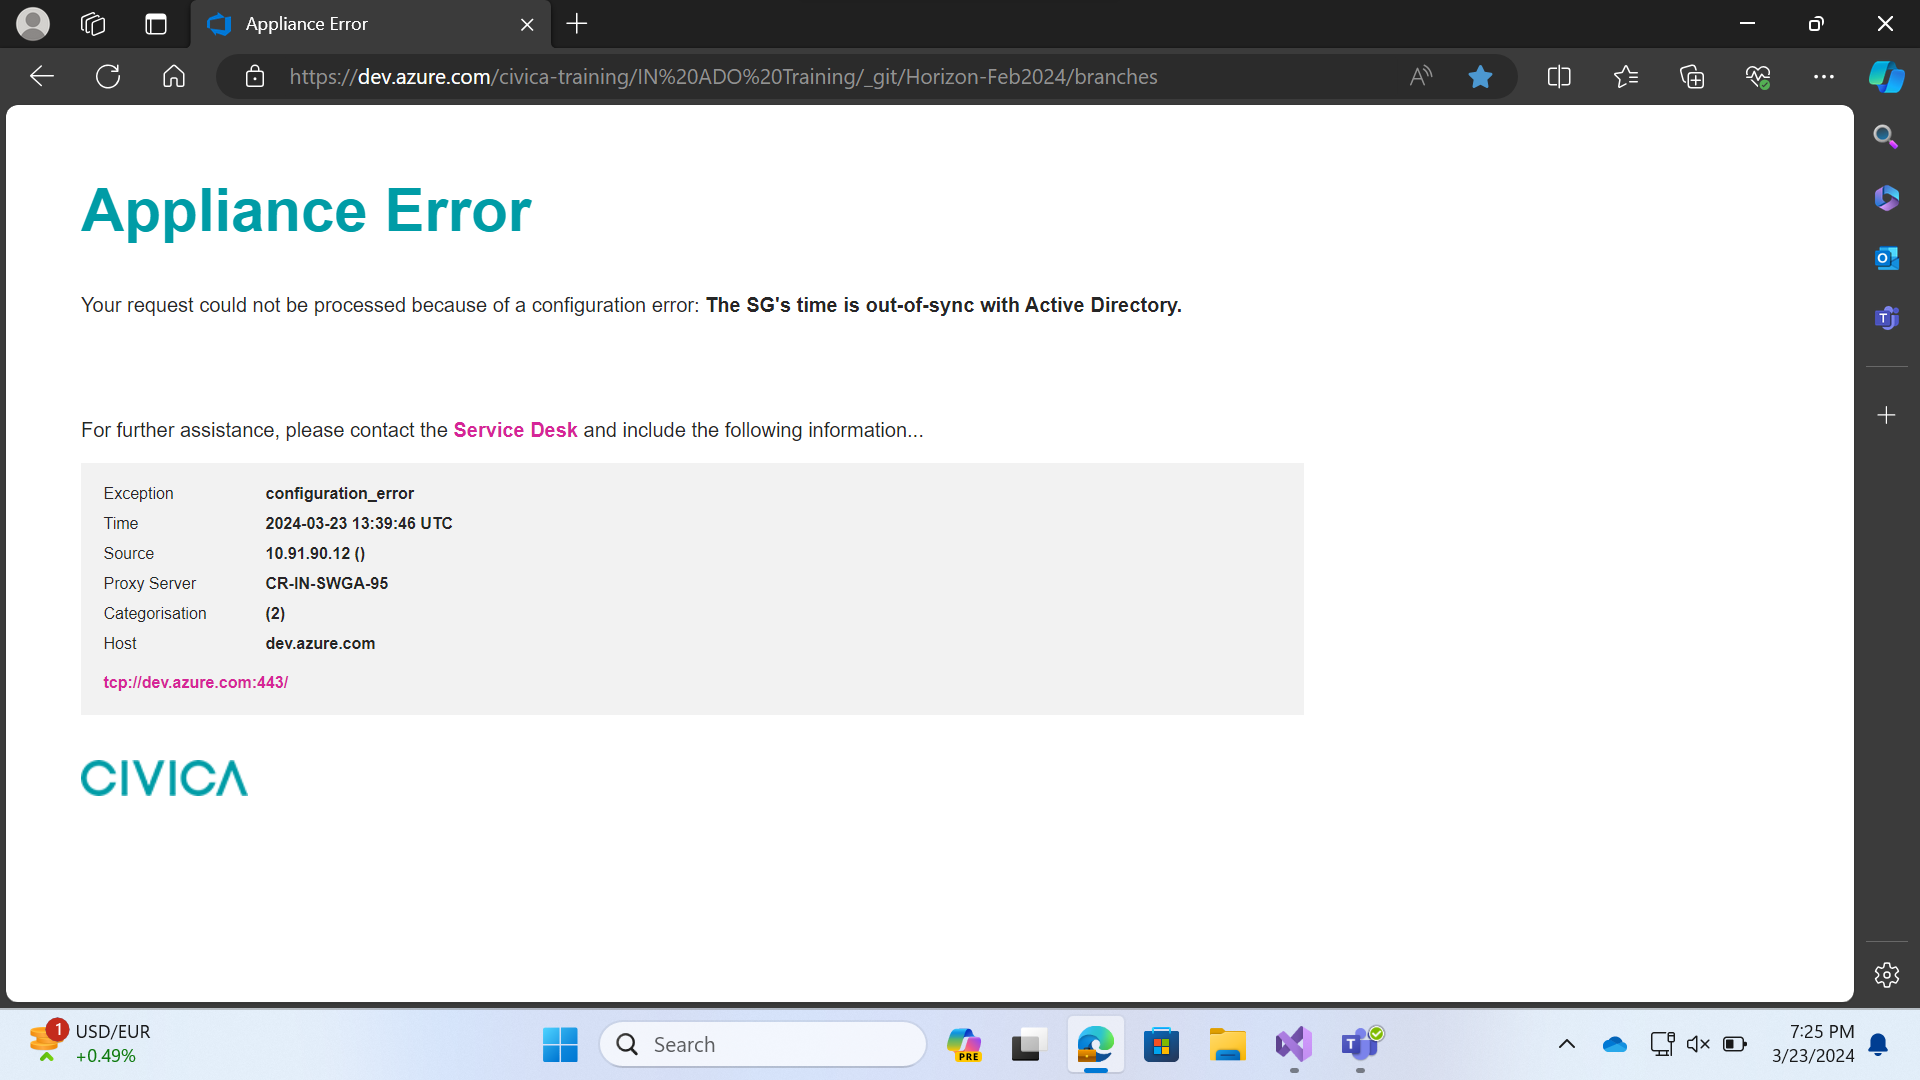 Appliance Error
https://dev.azure.com/civica-training/IN%20ADO%20Training/_git/Horizon-Feb2024/branches
Appliance Error
Your request could not be processed because of a configuration error: The SG's time is out-of-sync with Active Directory.
For further assistance, please contact the Service Desk and include the following information...
Exception configuration_error
Time 2024-03-23 13:39:46 UTC
Source 10.91.90.12 ()
Proxy Server CR-IN-SWGA-95
Categorisation (2)
Host dev.azure.com
tcp://dev.azure.com:443/
CIVICA
1
USD/EUR
+0.49%
Search
PRE
7:25 PM
3/23/2024